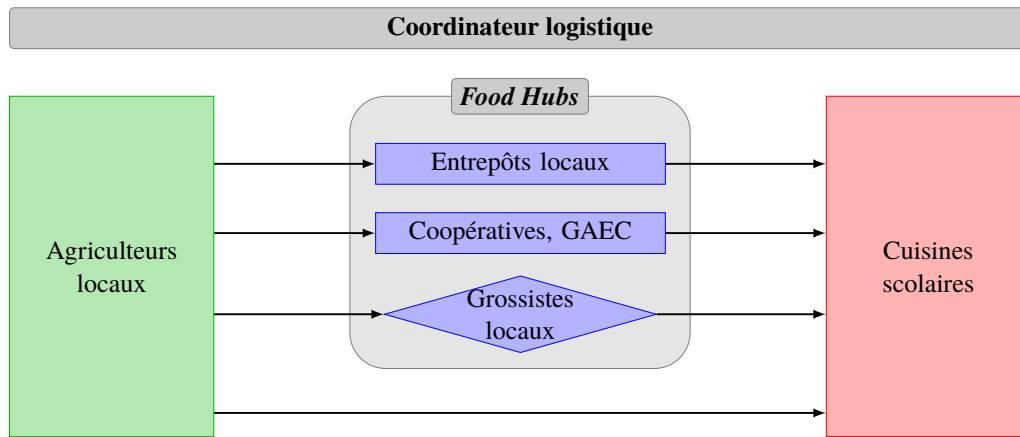 Coordinateur logistique
Food Hubs
Entrepôts locaux
Coopératives, GAEC
Agriculteurs
locaux
Grossistes
locaux
Cuisines
scolaires